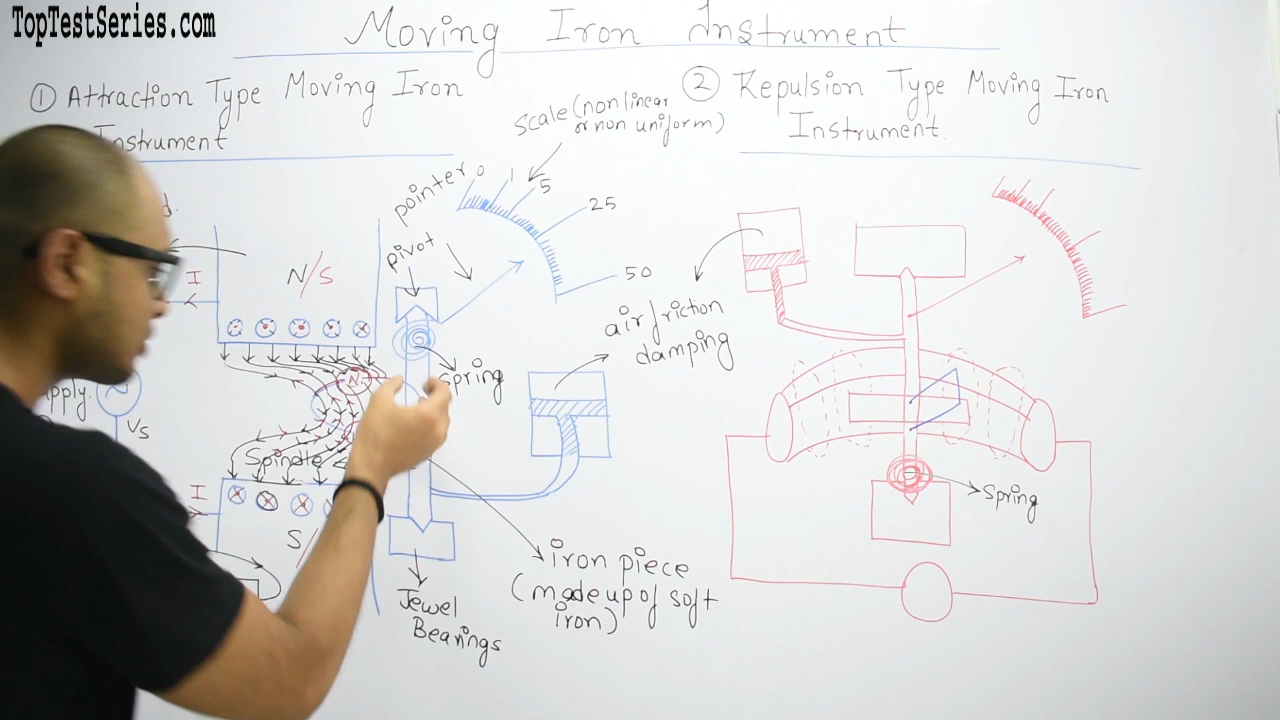 TopTestSeries.com
Moving Iron Instrument
① Attraction Type Moving Iron
Instrument
② Repulsion Type Moving Iron
Instrument.
scale (non linear
or non uniform)
pointer
0
1
5
25
50
pivot
I
N/S
air friction
damping
spring
N
Vs
Spindle
I
S/
iron piece
(made up of soft
iron)
Jewel
Bearings
Spring